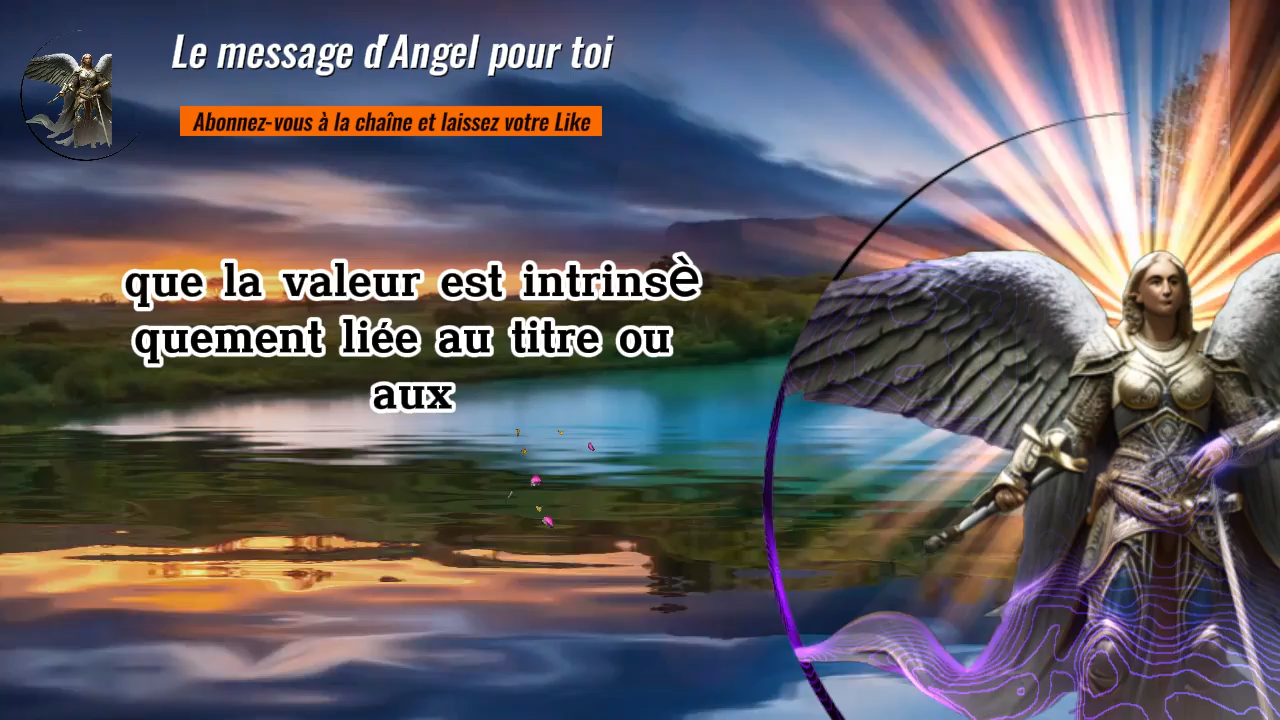 Le message d'Angel pour toi
Abonnez-vous à la chaîne et laissez votre Like
que la valeur est intrinsè
quement liée au titre ou
aux